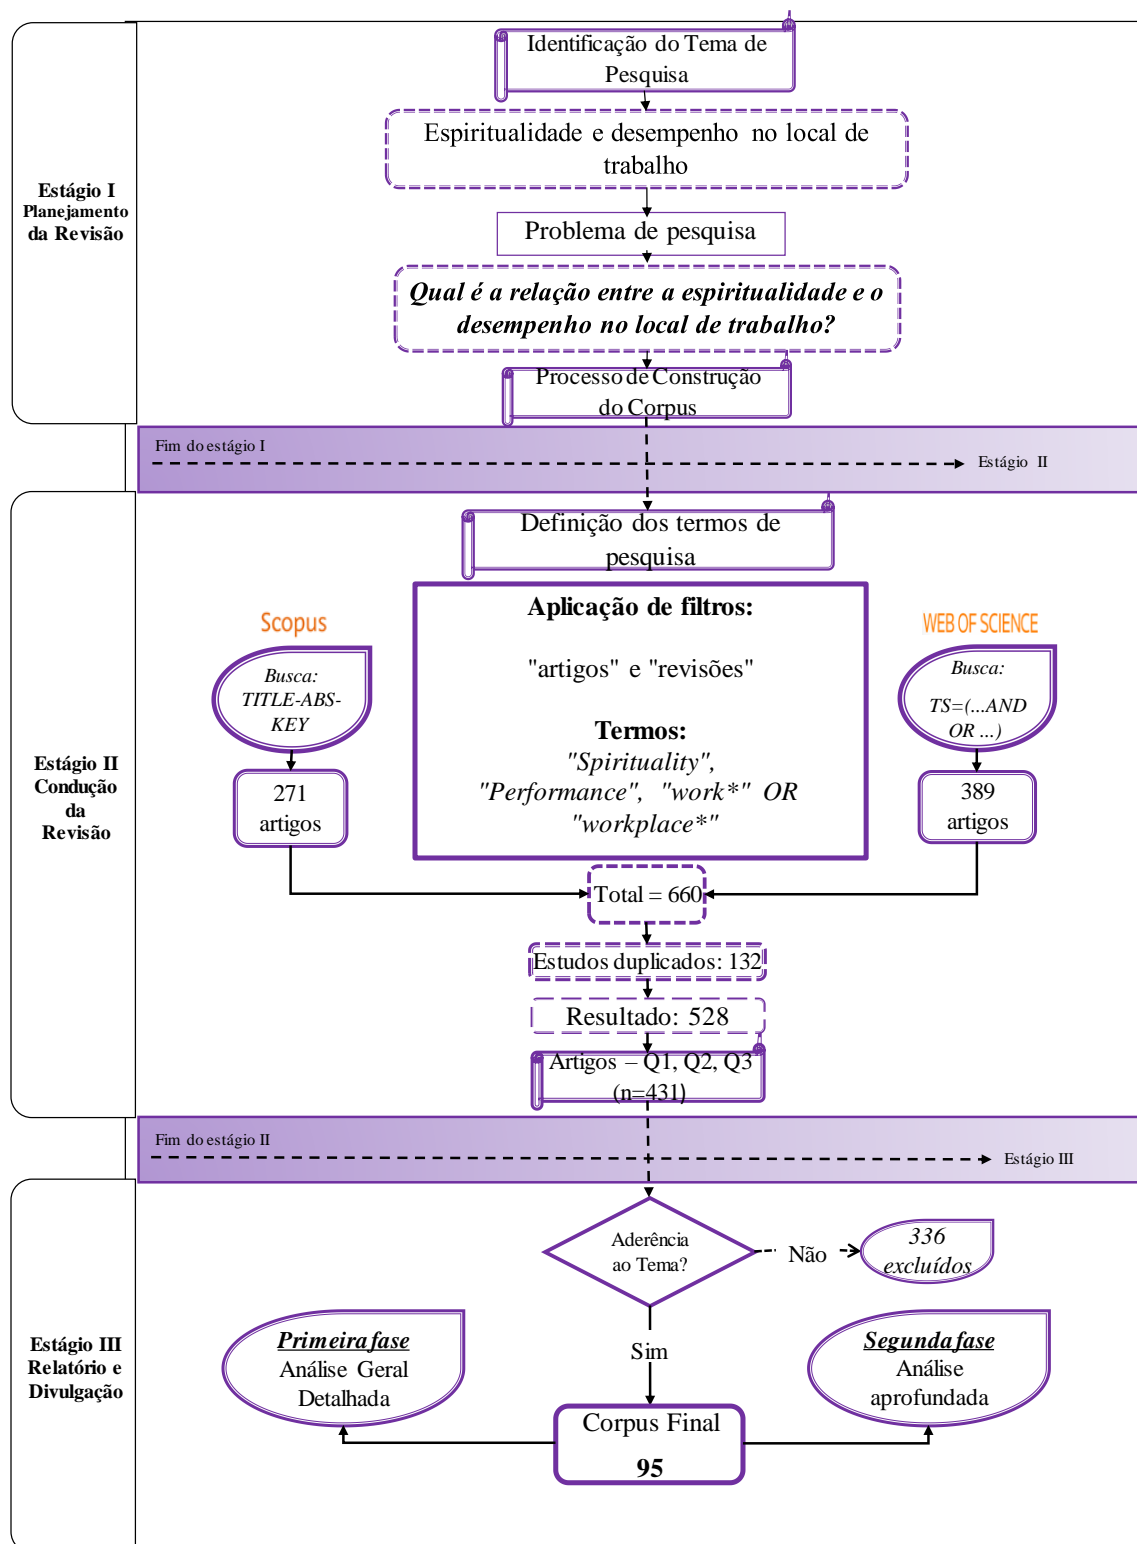 Identificação do Tema de
Pesquisa
Espiritualidade e desempenho no local de
trabalho
Estágio I
Planejamento
da Revisão
Problema de pesquisa
Qual é a relação entre a espiritualidade e o
desempenho no local de trabalho?
Processo de Construção
do Corpus
Fim do estágio I
Estágio II
Definição dos termos de
pesquisa
Aplicação de filtros:
"artigos" e "revisões"
Termos:
"Spirituality",
"Performance", "work*" OR
"workplace*"
Scopus
Busca:
TITLE-ABS-
KEY
271
artigos
WEB OF SCIENCE
Busca:
TS=(...AND
OR ...)
389
artigos
Estágio II
Condução
da
Revisão
Total = 660
Estudos duplicados: 132
Resultado: 528
Artigos – Q1, Q2, Q3
(n=431)
Fim do estágio II
Estágio III
Aderência
ao Tema?
Não
336
excluídos
Sim
Estágio III
Relatório e
Divulgação
Primeira fase
Análise Geral
Detalhada
Segunda fase
Análise
aprofundada
Corpus Final
95